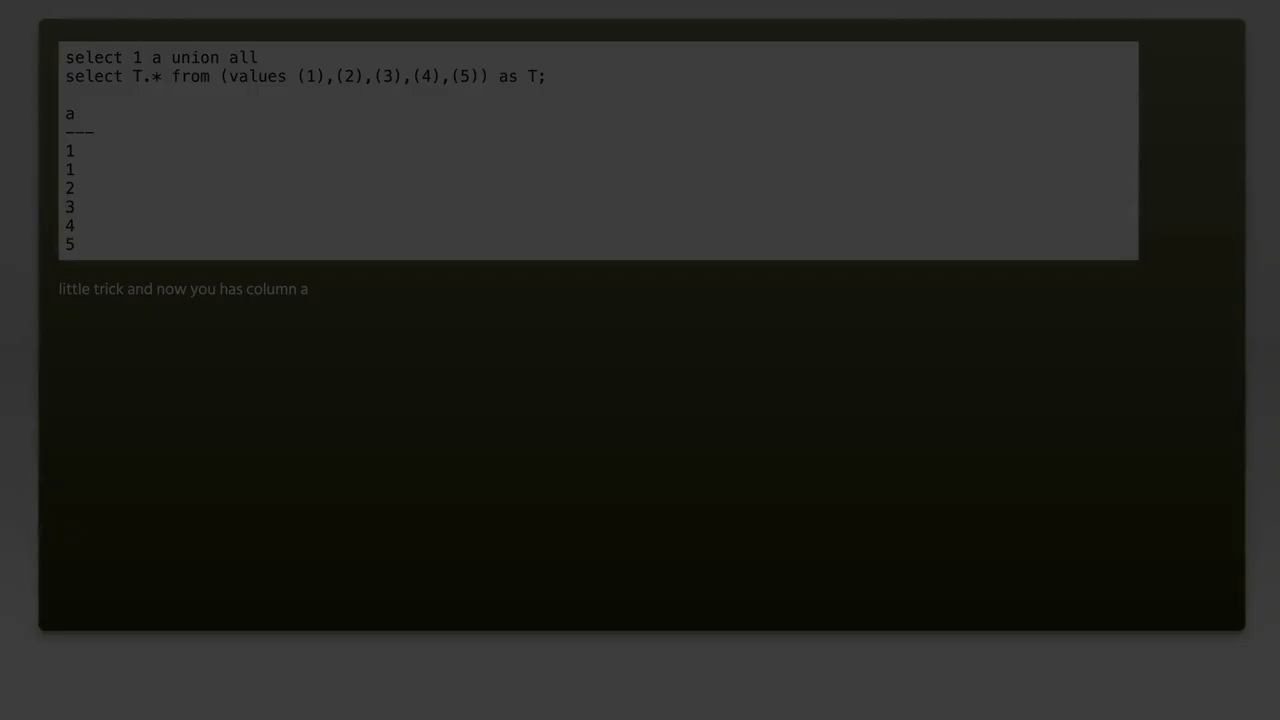 select 1 a union all
select T.* from (values (1),(2),(3),(4),(5)) as T;
a
---
1
1
2
3
4
5
little trick and now you has column a